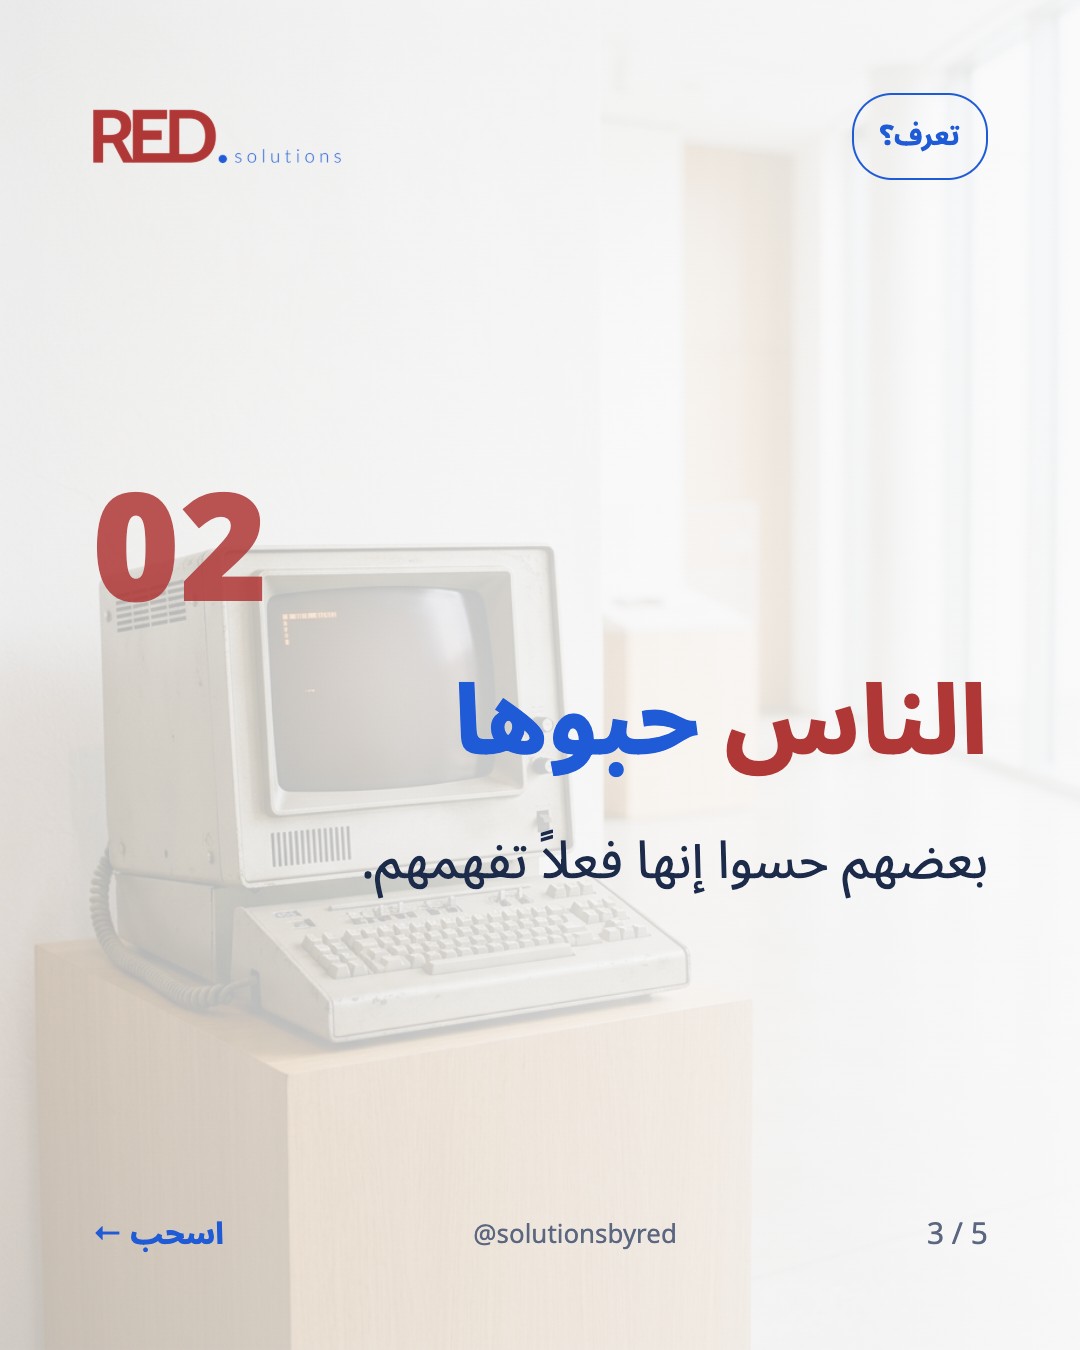 RED.solutions
تعرف؟
02
الناس حبوها
بعضهم حسوا إنها فعلاً تفهمهم.
اسحب ←
@solutionsbyred
3 / 5